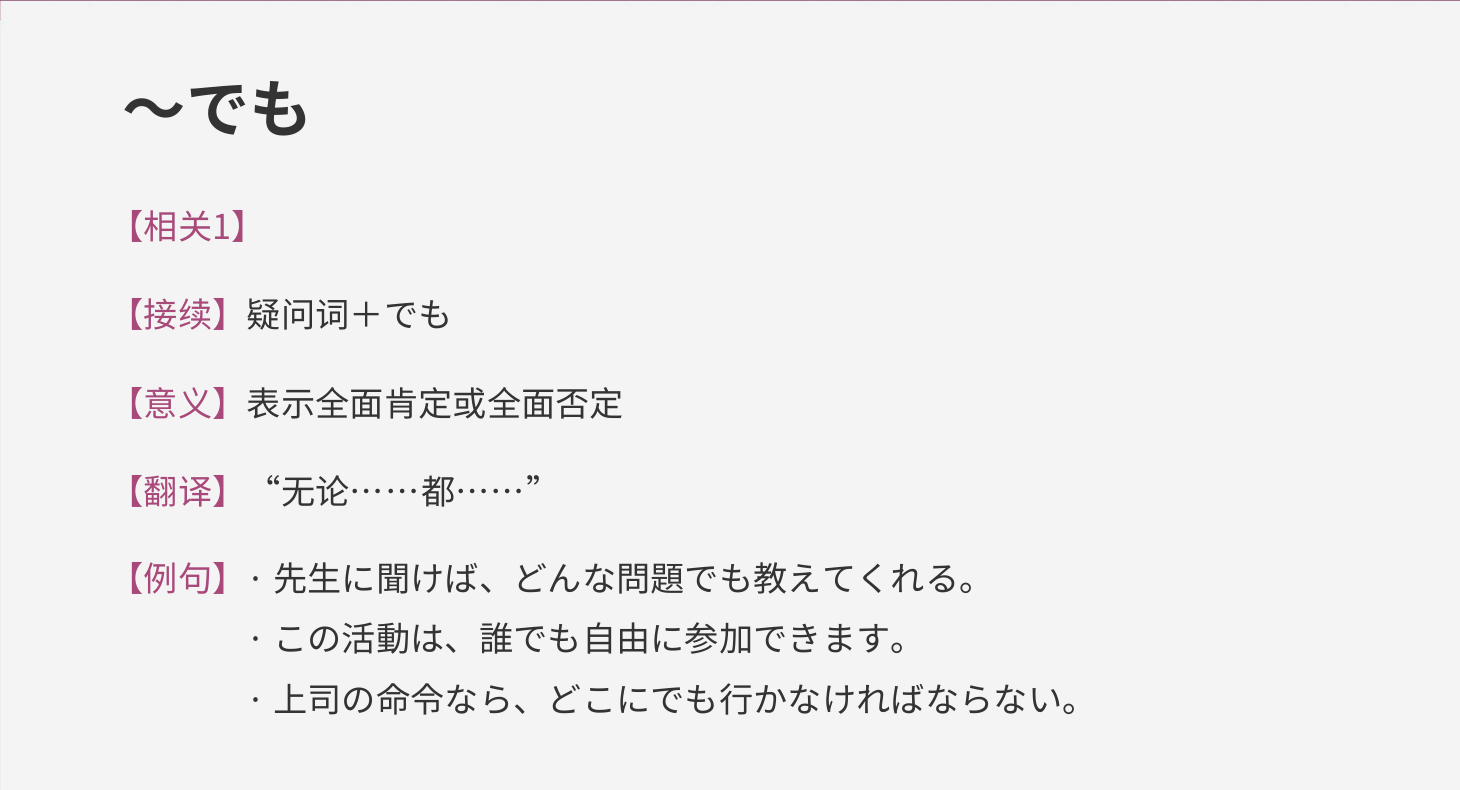 ～でも
【相关1】
【接续】疑问词＋でも
【意义】表示全面肯定或全面否定
【翻译】 “无论……都……”
【例句】· 先生に聞けば、どんな問題でも教えてくれる。
· この活動は、誰でも自由に参加できます。
· 上司の命令なら、どこにでも行かなければならない。